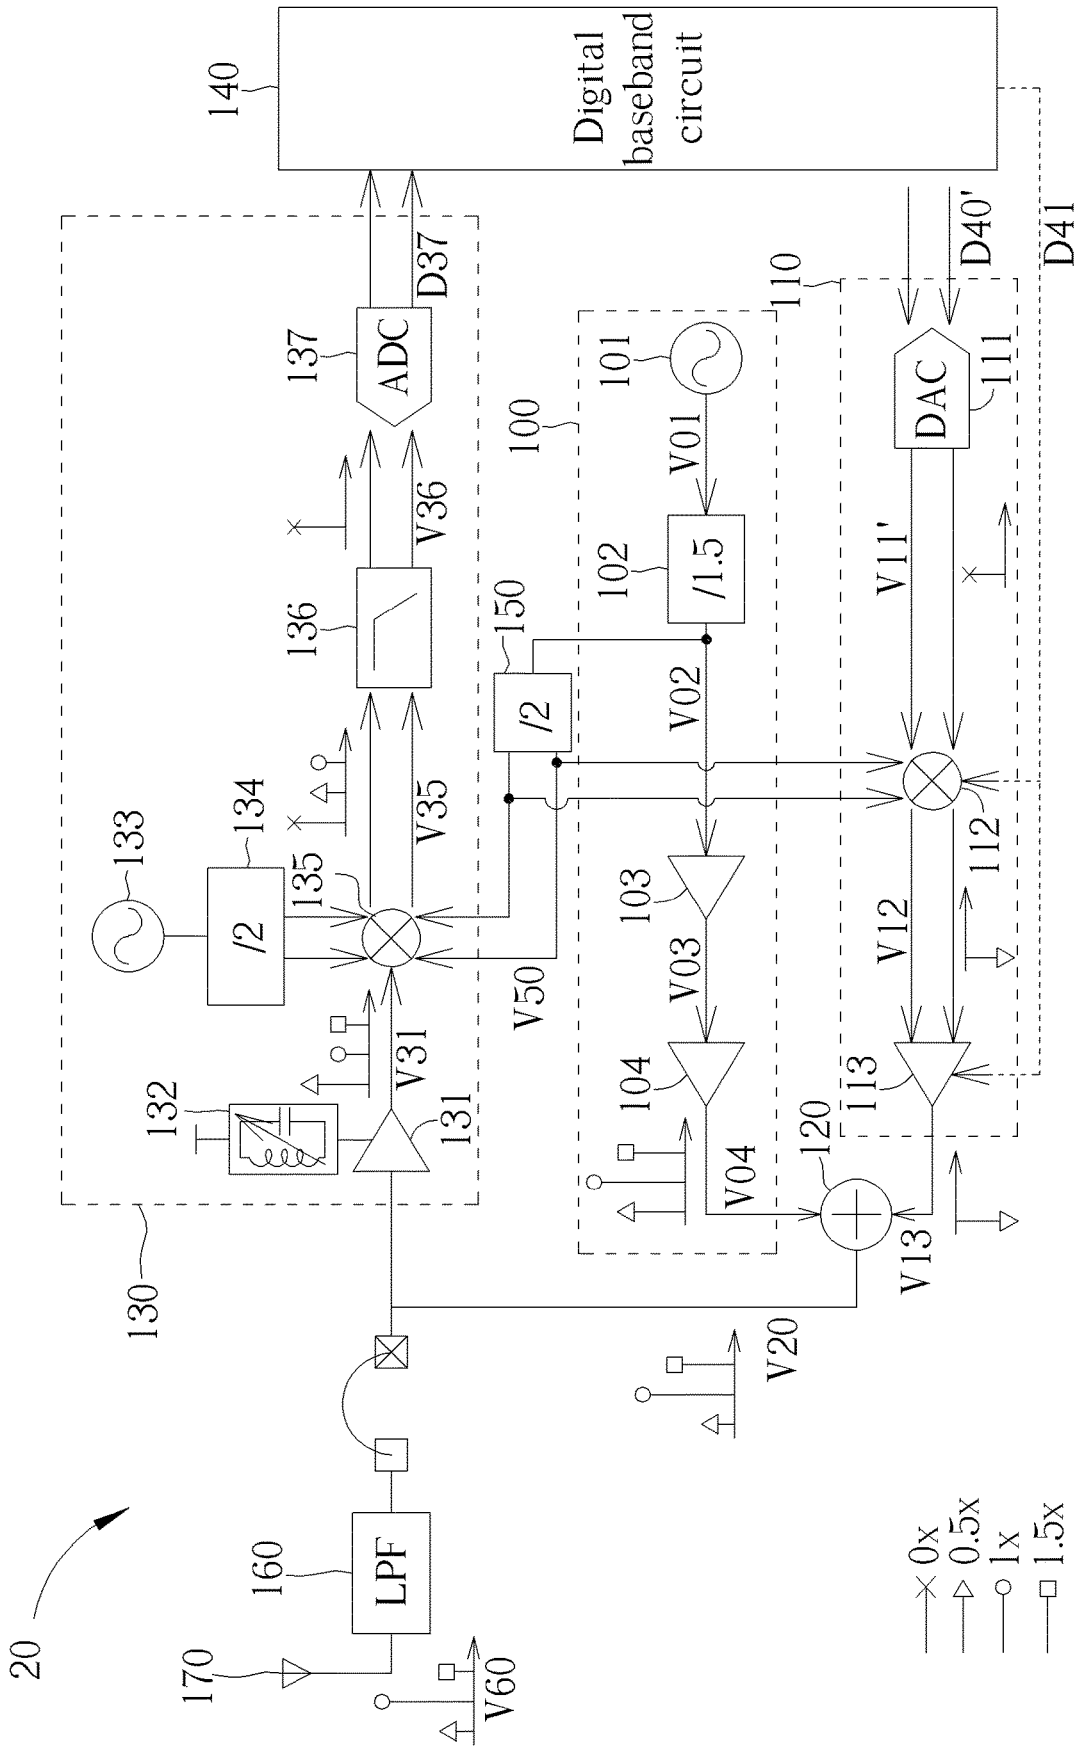 20
170
160
LPF
V60
130
132
131
V31
133
134
/2
135
V35
136
V36
137
ADC
D37
140
Digital
baseband
circuit
V50
150
/2
100
101
V01
102
/1.5
V02
103
V03
104
V04
110
D40'
D41
DAC
111
V11'
112
V12
113
V13
120
V20
0x
0.5x
1x
1.5x